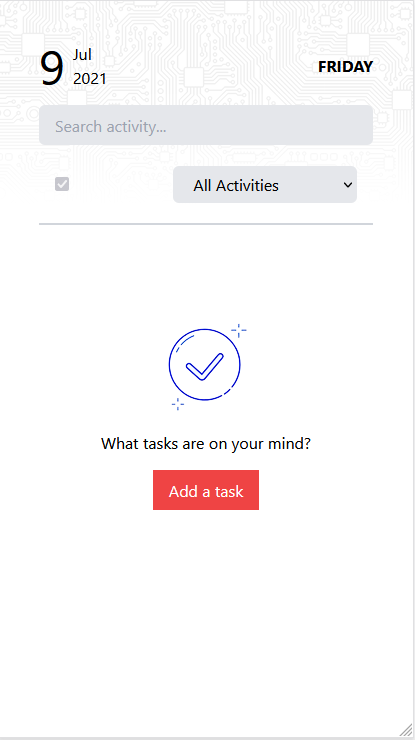 9 Jul
2021
FRIDAY
Search activity...
All Activities
What tasks are on your mind?
Add a task